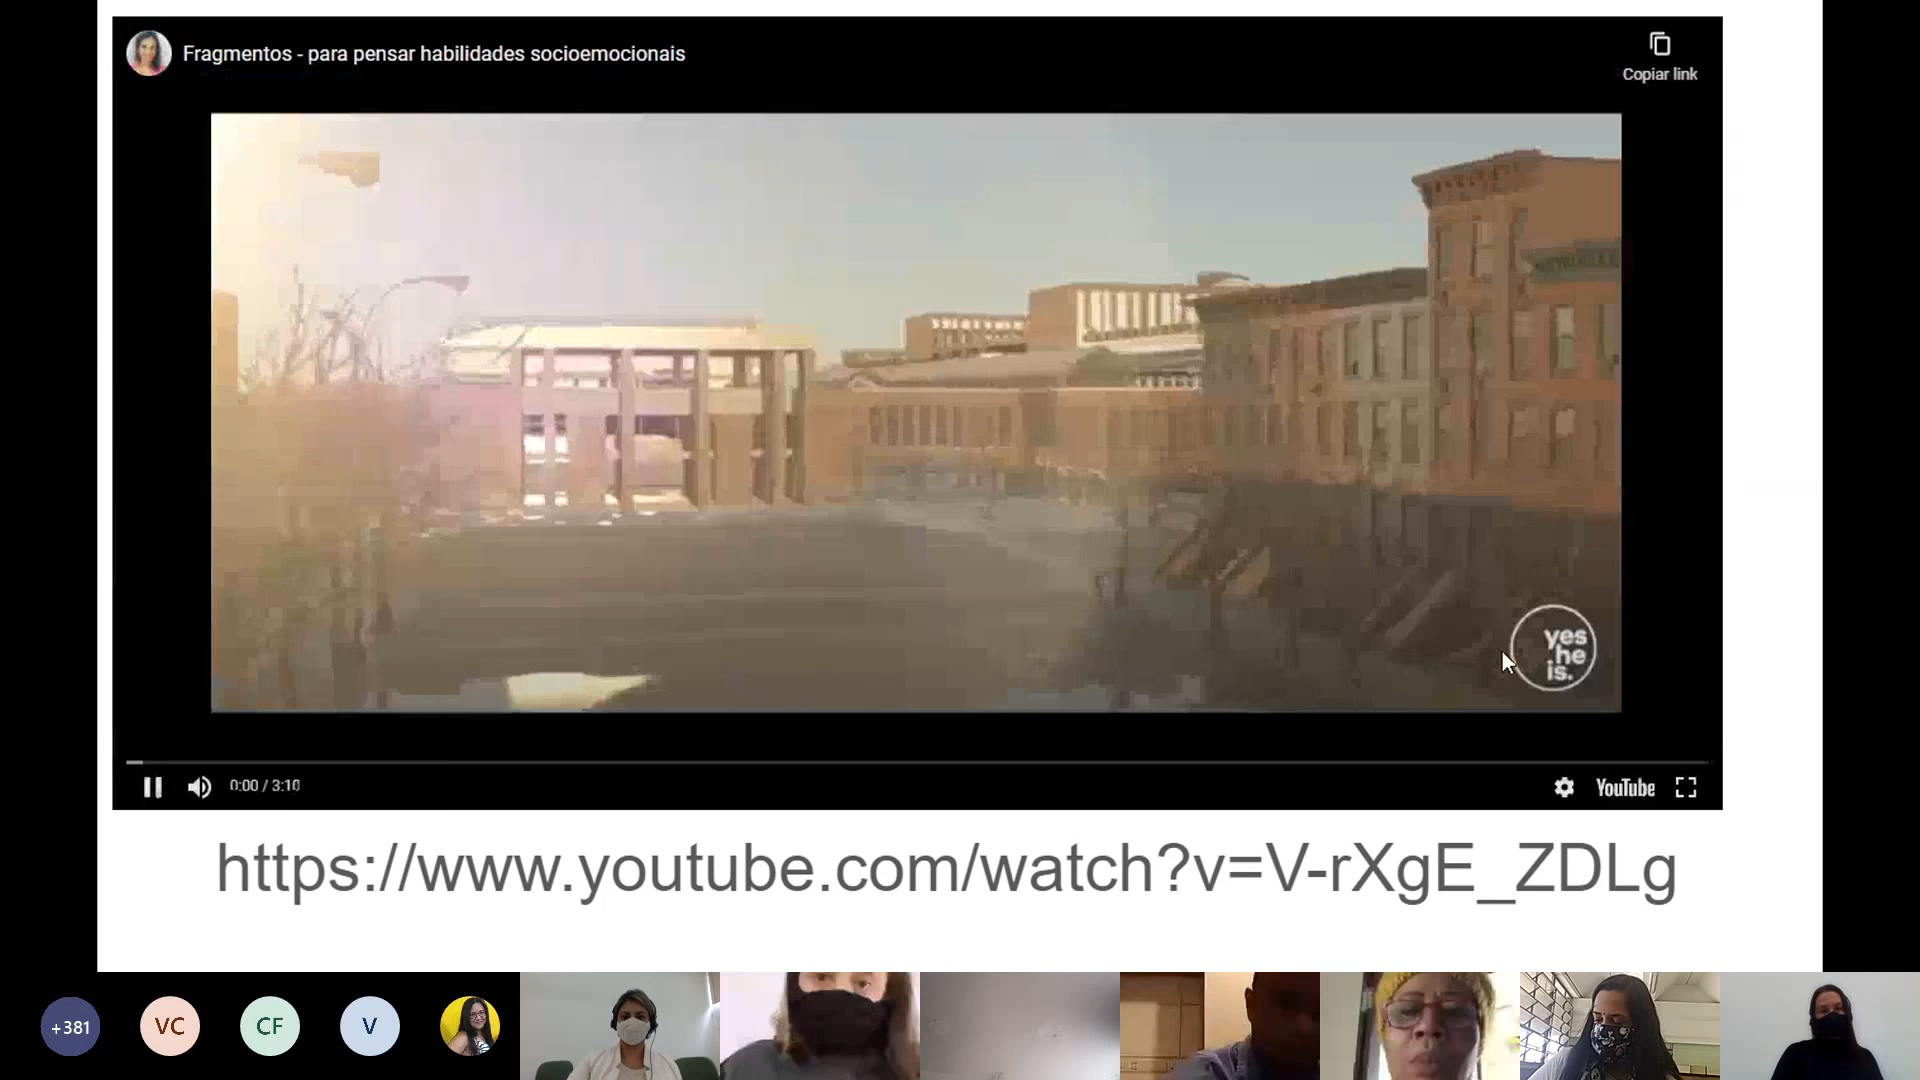 Fragmentos - para pensar habilidades socioemocionais
Copiar link
yes
he
is.
0:00 / 3:10
YouTube
https://www.youtube.com/watch?v=V-rXgE_ZDLg
+381
VC
CF
V